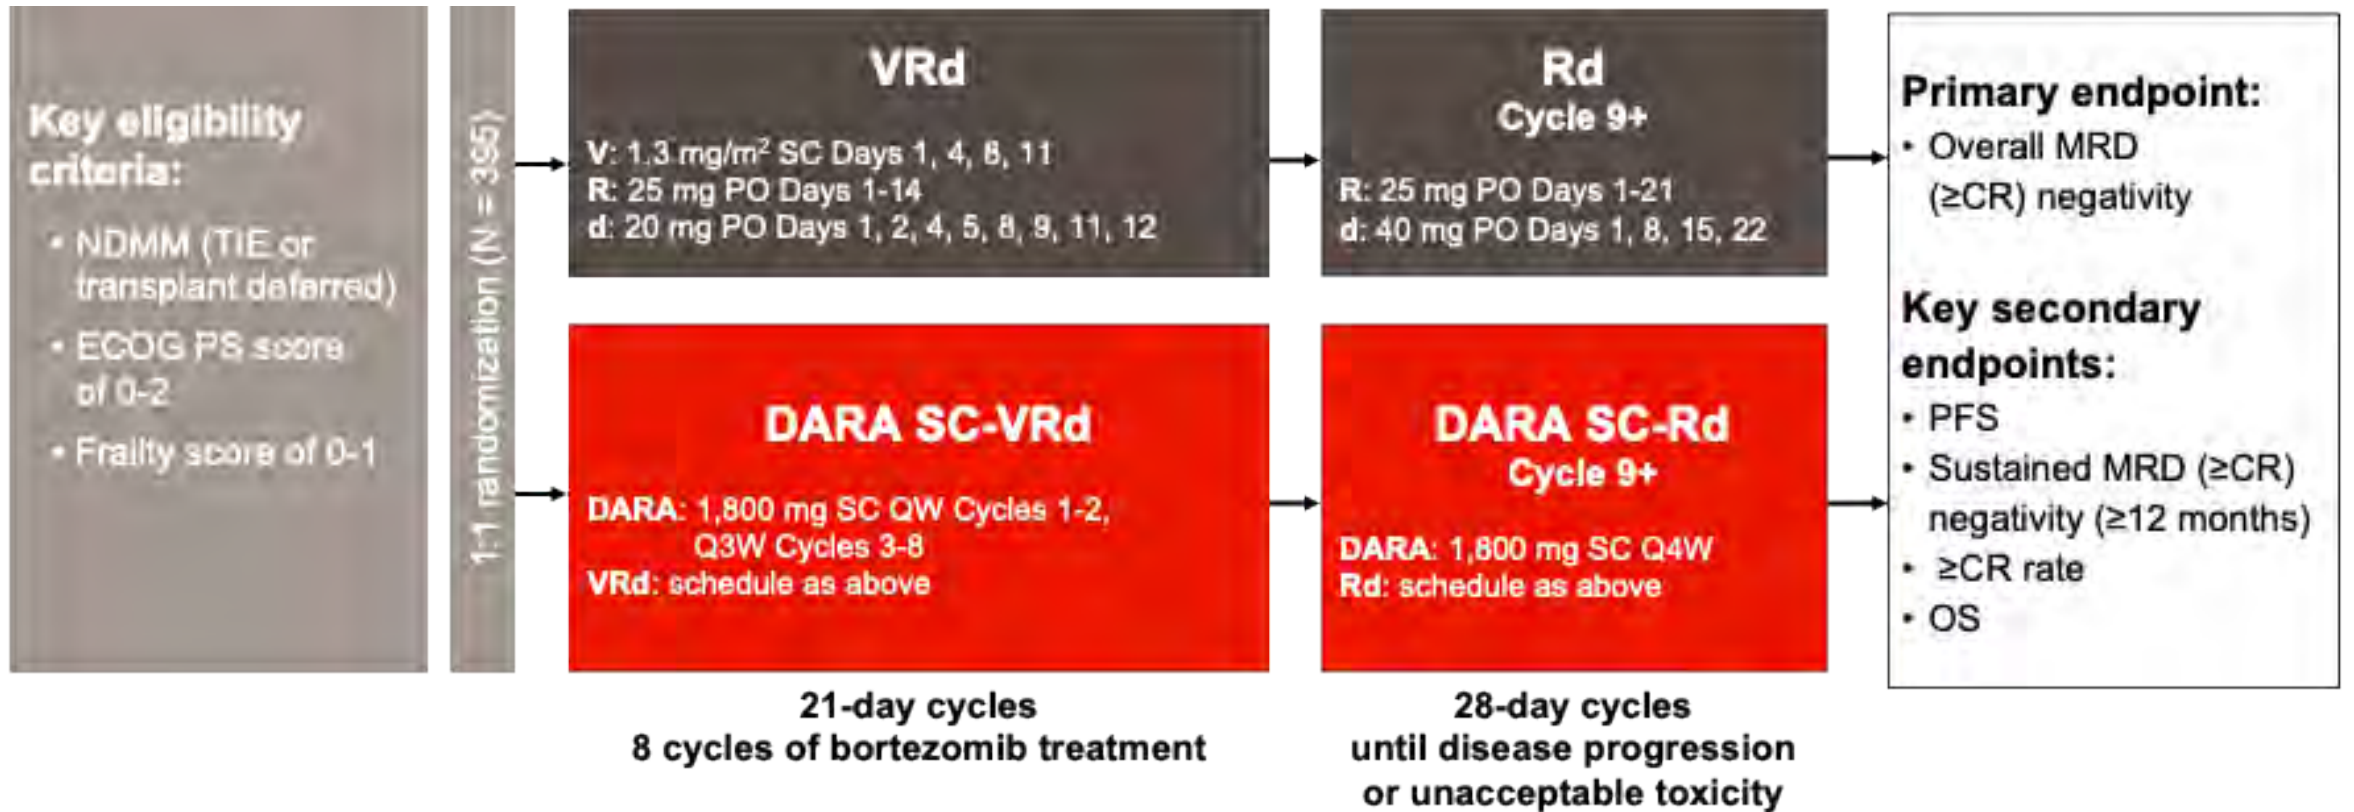 Key eligibility
criteria:
• NDMM (TIE or
transplant deferred)
• ECOG PS score
of 0-2
• Frailty score of 0-1
1:1 randomization (N = 395)
VRd
V: 1.3 mg/m² SC Days 1, 4, 8, 11
R: 25 mg PO Days 1-14
d: 20 mg PO Days 1, 2, 4, 5, 8, 9, 11, 12
Rd
Cycle 9+
R: 25 mg PO Days 1-21
d: 40 mg PO Days 1, 8, 15, 22
DARA SC-VRd
DARA: 1,800 mg SC QW Cycles 1-2,
Q3W Cycles 3-8
VRd: schedule as above
DARA SC-Rd
Cycle 9+
DARA: 1,800 mg SC Q4W
Rd: schedule as above
21-day cycles
8 cycles of bortezomib treatment
28-day cycles
until disease progression
or unacceptable toxicity
Primary endpoint:
• Overall MRD
(≥CR) negativity
Key secondary
endpoints:
• PFS
• Sustained MRD (≥CR)
negativity (≥12 months)
• ≥CR rate
• OS